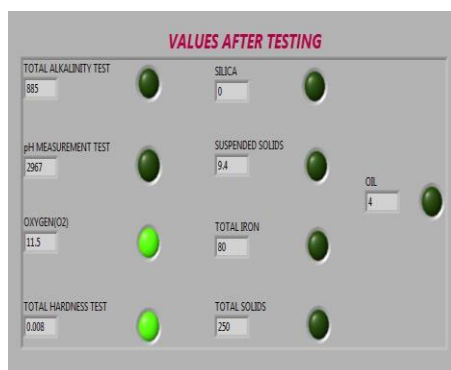 VALUES AFTER TESTING
TOTAL ALKALINITY TEST
885
pH MEASUREMENT TEST
2967
OXYGEN(O2)
11.5
TOTAL HARDNESS TEST
0.008
SILICA
0
SUSPENDED SOLIDS
9.4
TOTAL IRON
80
TOTAL SOLIDS
250
OIL
4